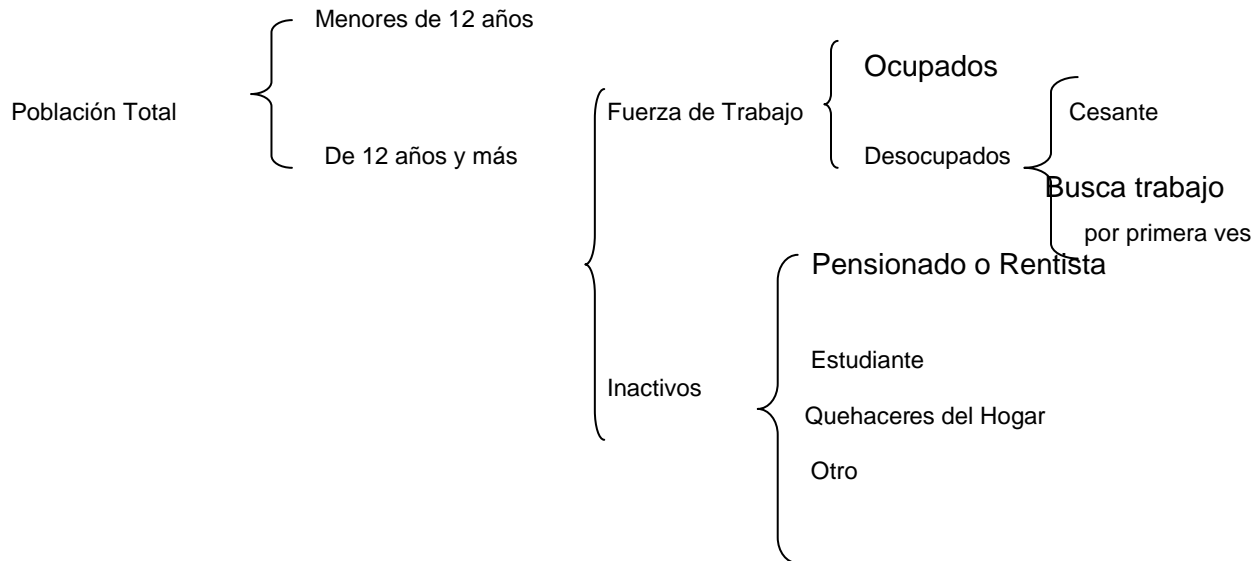 Menores de 12 años
Población Total
De 12 años y más
Fuerza de Trabajo
Ocupados
Desocupados
Cesante
Busca trabajo
por primera ves
Inactivos
Pensionado o Rentista
Estudiante
Quehaceres del Hogar
Otro